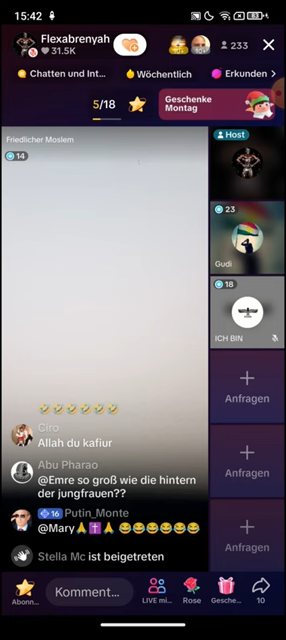 15:42
83
Flexabrenyah
31.5K
233
Chatten und Int...
Wöchentlich
Erkunden
5/18
Geschenke
Montag
Friedlicher Moslem
14
Host
23
Gudi
18
ICH BIN
Anfragen
Anfragen
Anfragen
Ciro
Allah du kafiur
Abu Pharao
@Emre so groß wie die hintern
der jungfrauen??
16 Putin_Monte
@Mary🙏✝️🙏 😂😂😂😂😂😂
Stella Mc ist beigetreten
Abonn...
Komment...
LIVE mi...
Rose
Gesche...
10